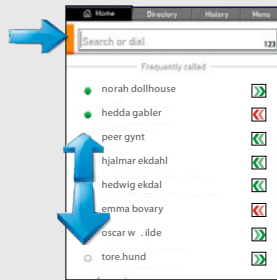 Home Directory History Menu
Search or dial 123
Frequently called
norah dollhouse
hedda gabler
peer gynt
hjalmar ekdahl
hedwig ekdal
emma bovary
oscar w . ilde
tore.hund